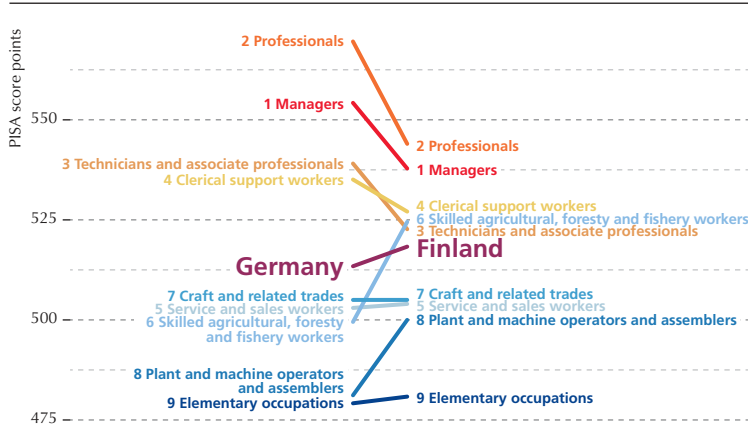 PISA score points
550
525
500
475
2 Professionals
1 Managers
3 Technicians and associate professionals
4 Clerical support workers
Germany
7 Craft and related trades
5 Service and sales workers
6 Skilled agricultural, foresty
and fishery workers
8 Plant and machine operators
and assemblers
9 Elementary occupations
2 Professionals
1 Managers
4 Clerical support workers
6 Skilled agricultural, foresty and fishery workers
3 Technicians and associate professionals
Finland
7 Craft and related trades
5 Service and sales workers
8 Plant and machine operators and assemblers
9 Elementary occupations